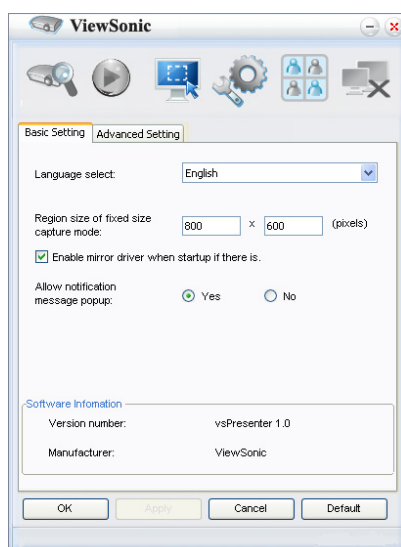 ViewSonic
Basic Setting Advanced Setting
Language select: English
Region size of fixed size
capture mode: 800 x 600 (pixels)
Enable mirror driver when startup if there is.
Allow notification
message popup: Yes No
Software Infomation
Version number: vsPresenter 1.0
Manufacturer: ViewSonic
OK Apply Cancel Default